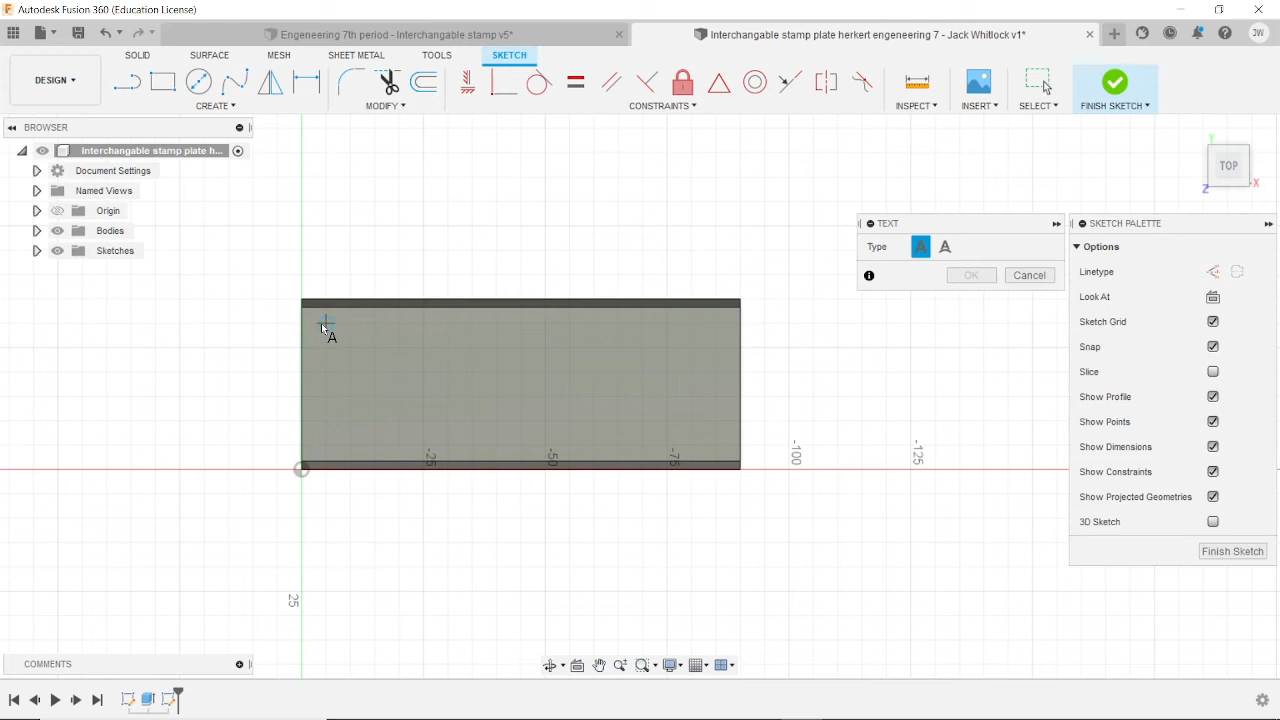 Autodesk Fusion 360 (Education License)
Engeneering 7th period - Interchangable stamp v5*
Interchangable stamp plate herkert engeneering 7 - Jack Whitlock v1*
JW
SOLID SURFACE MESH SHEET METAL TOOLS SKETCH
DESIGN
CREATE MODIFY CONSTRAINTS INSPECT INSERT SELECT FINISH SKETCH
BROWSER
Interchangable stamp plate h...
Document Settings
Named Views
Origin
Bodies
Sketches
TOP
X
Y
Z
TEXT
Type A A
OK Cancel
SKETCH PALETTE
Options
Linetype
Look At
Sketch Grid
Snap
Slice
Show Profile
Show Points
Show Dimensions
Show Constraints
Show Projected Geometries
3D Sketch
Finish Sketch
A
-25
-50
-75
-100
-125
25
COMMENTS